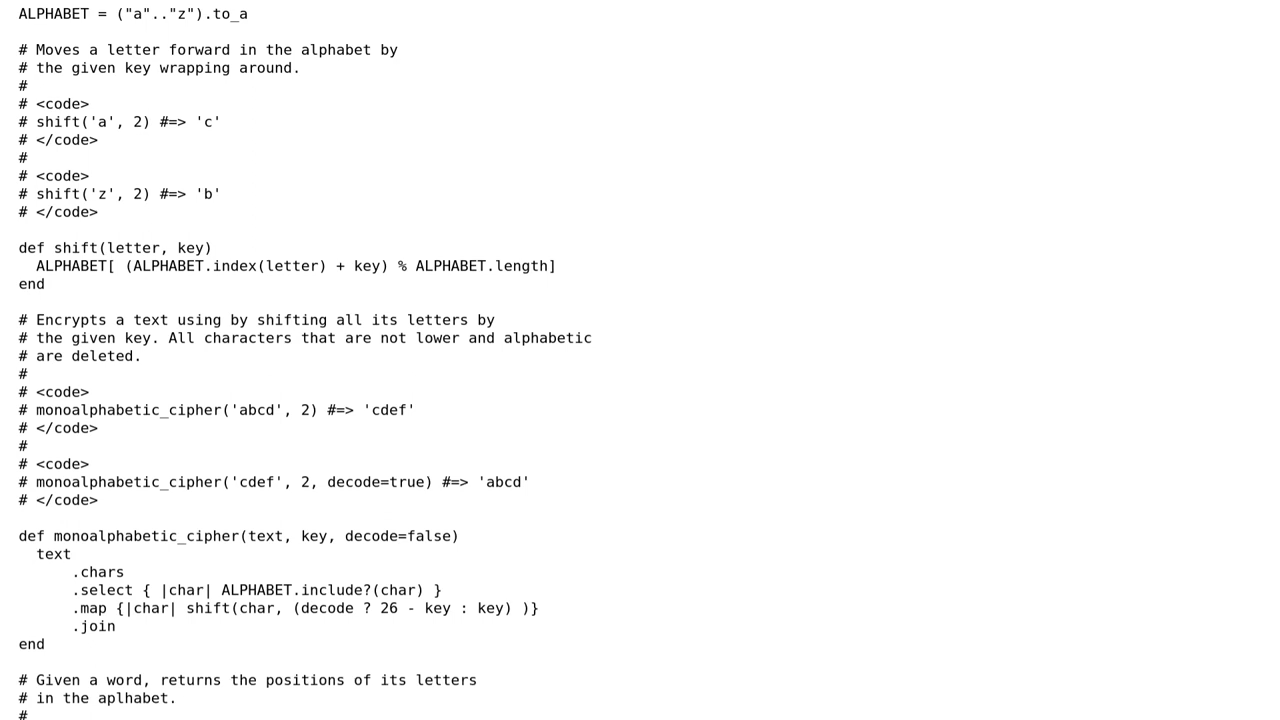 ALPHABET = ("a".."z").to_a

# Moves a letter forward in the alphabet by
# the given key wrapping around.
#
# <code>
# shift('a', 2) #=> 'c'
# </code>
#
# <code>
# shift('z', 2) #=> 'b'
# </code>

def shift(letter, key)
  ALPHABET[ (ALPHABET.index(letter) + key) % ALPHABET.length]
end

# Encrypts a text using by shifting all its letters by
# the given key. All characters that are not lower and alphabetic
# are deleted.
#
# <code>
# monoalphabetic_cipher('abcd', 2) #=> 'cdef'
# </code>
#
# <code>
# monoalphabetic_cipher('cdef', 2, decode=true) #=> 'abcd'
# </code>

def monoalphabetic_cipher(text, key, decode=false)
  text
      .chars
      .select { |char| ALPHABET.include?(char) }
      .map {|char| shift(char, (decode ? 26 - key : key) )}
      .join
end

# Given a word, returns the positions of its letters
# in the aplhabet.
#